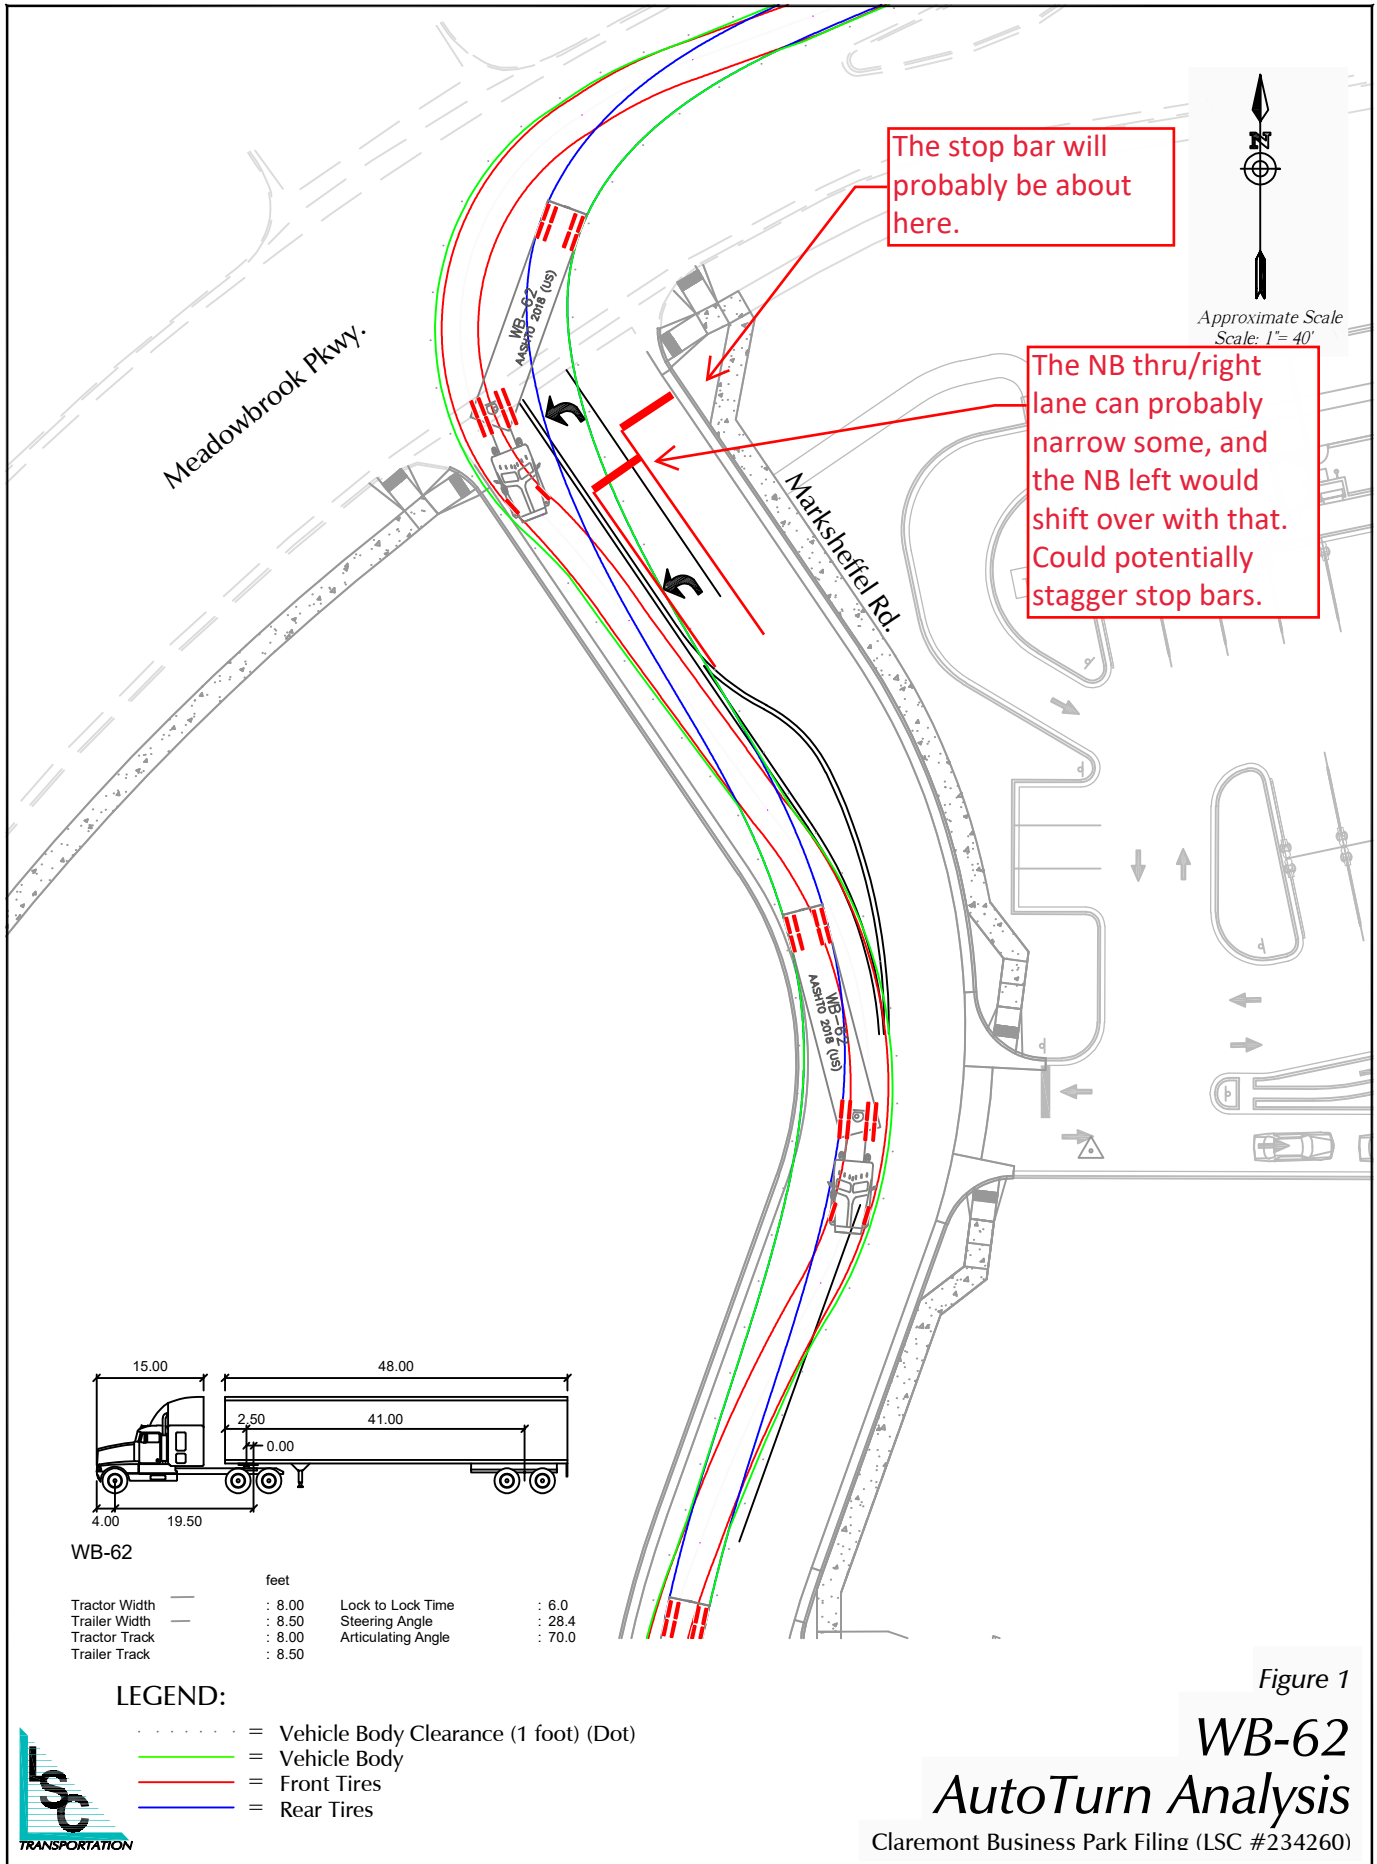 The stop bar will
probably be about
here.
N
Approximate Scale
Scale: 1"= 40'
The NB thru/right
lane can probably
narrow some, and
the NB left would
shift over with that.
Could potentially
stagger stop bars.
Meadowbrook Pkwy.
Marksheffel Rd.
WB-62
AASHTO 2018 (US)
WB-62
AASHTO 2018 (US)
15.00
48.00
2.50
41.00
0.00
4.00
19.50
WB-62
feet
Tractor Width : 8.00 Lock to Lock Time : 6.0
Trailer Width : 8.50 Steering Angle : 28.4
Tractor Track : 8.00 Articulating Angle : 70.0
Trailer Track : 8.50
LEGEND:
= Vehicle Body Clearance (1 foot) (Dot)
= Vehicle Body
= Front Tires
= Rear Tires
LSC
TRANSPORTATION
Figure 1
WB-62
AutoTurn Analysis
Claremont Business Park Filing (LSC #234260)